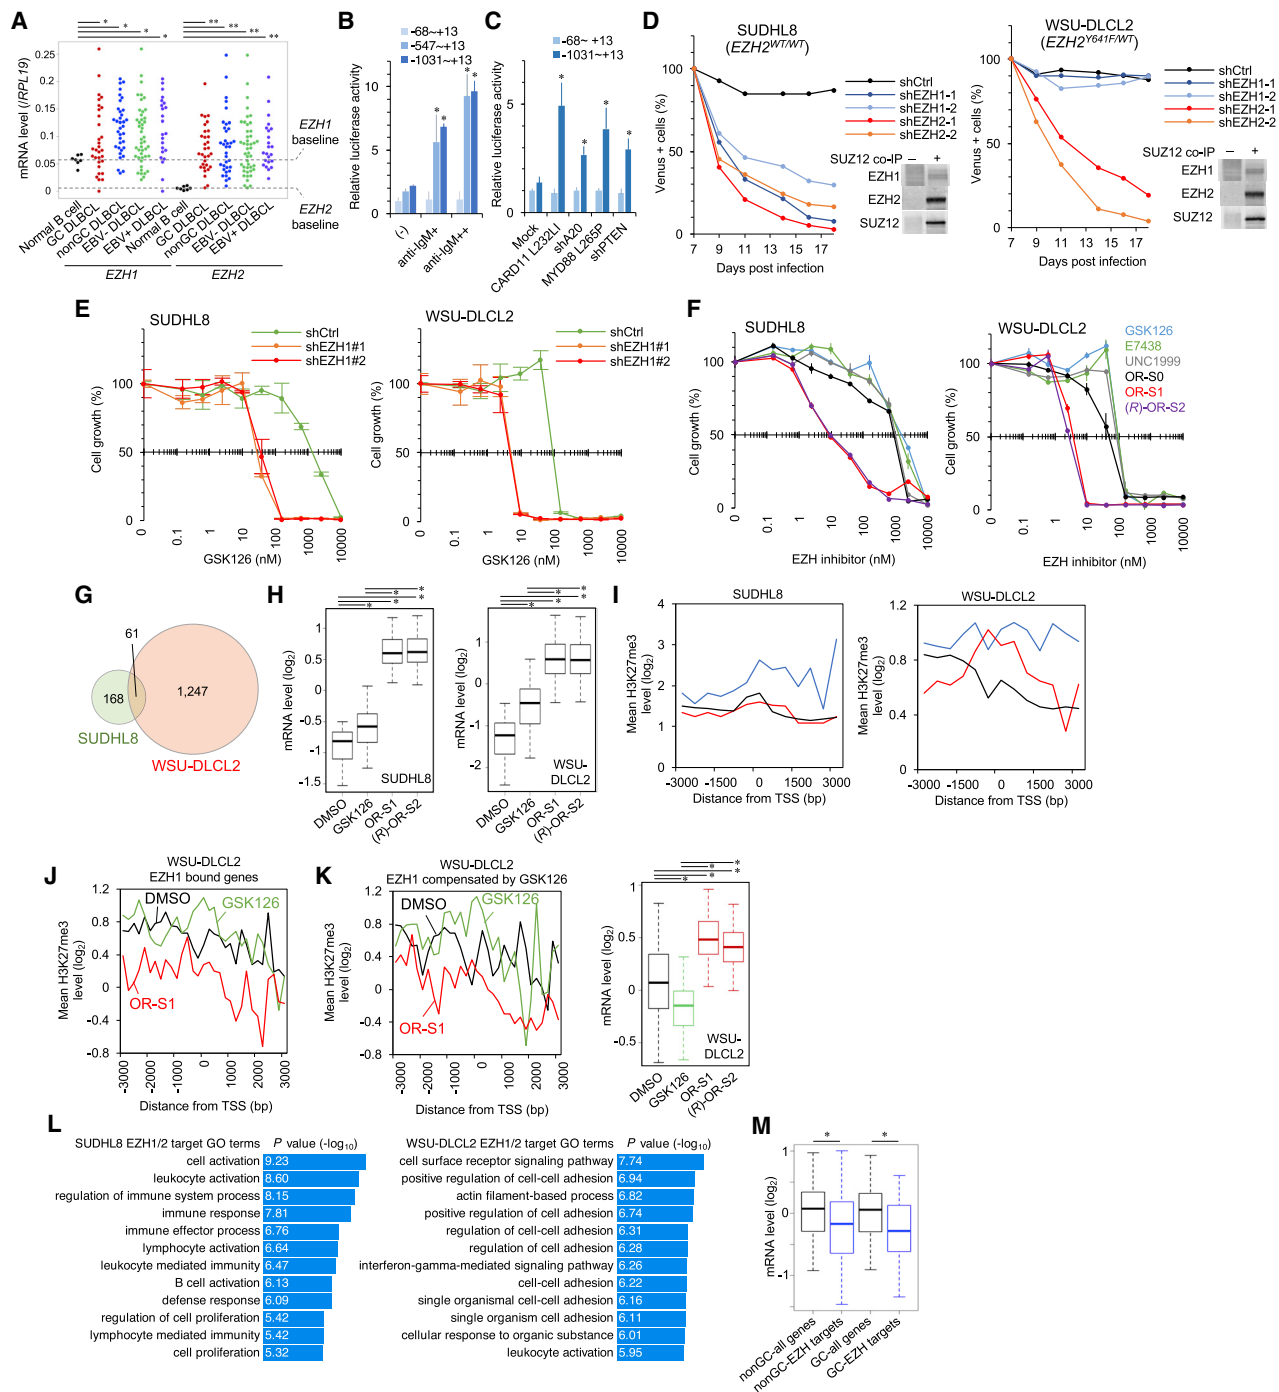 A
* * * * ** ** ** **
mRNA level (/RPL19)
0.25
0.2
0.15
0.1
0.05
0
EZH1 baseline
EZH2 baseline
Normal B cell
GC DLBCL
nonGC DLBCL
EBV- DLBCL
EBV+ DLBCL
Normal B cell
GC DLBCL
nonGC DLBCL
EBV- DLBCL
EBV+ DLBCL
EZH1
EZH2
B
-68~+13
-547~+13
-1031~+13
Relative luciferase activity
10
8
6
4
2
0
* * * *
(-)
anti-IgM+
anti-IgM++
C
-68~ +13
-1031~+13
Relative luciferase activity
5
0
* * * *
Mock
CARD11 L232LI
shA20
MYD88 L265P
shPTEN
D
SUDHL8
(EZH2WT/WT)
Venus + cells (%)
100
50
0
7 9 11 13 15 17
Days post infection
shCtrl
shEZH1-1
shEZH1-2
shEZH2-1
shEZH2-2
SUZ12 co-IP
– +
EZH1
EZH2
SUZ12
WSU-DLCL2
(EZH2Y641F/WT)
Venus + cells (%)
100
50
0
7 9 11 13 15 17
Days post infection
shCtrl
shEZH1-1
shEZH1-2
shEZH2-1
shEZH2-2
SUZ12 co-IP
– +
EZH1
EZH2
SUZ12
E
SUDHL8
shCtrl
shEZH1#1
shEZH1#2
Cell growth (%)
100
50
0
0 0.1 1 10 100 1000 10000
GSK126 (nM)
WSU-DLCL2
shCtrl
shEZH1#1
shEZH1#2
Cell growth (%)
100
50
0
0 0.1 1 10 100 1000 10000
GSK126 (nM)
F
SUDHL8
Cell growth (%)
100
50
0
0 0.1 1 10 100 1000 10000
EZH inhibitor (nM)
WSU-DLCL2
Cell growth (%)
100
50
0
0 0.1 1 10 100 1000 10000
EZH inhibitor (nM)
GSK126
E7438
UNC1999
OR-S0
OR-S1
(R)-OR-S2
G
61
168
1,247
SUDHL8
WSU-DLCL2
H
* * * * *
mRNA level (log2)
1
0.5
0
-0.5
-1
-1.5
SUDHL8
DMSO
GSK126
OR-S1
(R)-OR-S2
* * * * *
mRNA level (log2)
2
1
0
-1
-2
WSU-
DLCL2
DMSO
GSK126
OR-S1
(R)-OR-S2
I
SUDHL8
Mean H3K27me3
level (log2)
4
3
2
1
0
-3000 -1500 0 1500 3000
Distance from TSS (bp)
WSU-DLCL2
Mean H3K27me3
level (log2)
1.2
0.8
0.4
0
-3000 -1500 0 1500 3000
Distance from TSS (bp)
J
WSU-DLCL2
EZH1 bound genes
DMSO
GSK126
OR-S1
Mean H3K27me3
level (log2)
1.2
0.8
0.4
0
-0.4
-0.8
-3000 -2000 -1000 0 1000 2000 3000
Distance from TSS (bp)
K
WSU-DLCL2
EZH1 compensated by GSK126
DMSO
GSK126
OR-S1
Mean H3K27me3
level (log2)
1.2
0.8
0.4
0
-0.4
-0.8
-3000 -2000 -1000 0 1000 2000 3000
Distance from TSS (bp)
* * * * *
mRNA level (log2)
1
0.5
0
-0.5
WSU-
DLCL2
DMSO
GSK126
OR-S1
(R)-OR-S2
L
SUDHL8 EZH1/2 target GO terms P value (-log10)
cell activation 9.23
leukocyte activation 8.60
regulation of immune system process 8.15
immune response 7.81
immune effector process 6.76
lymphocyte activation 6.64
leukocyte mediated immunity 6.47
B cell activation 6.13
defense response 6.09
regulation of cell proliferation 5.42
lymphocyte mediated immunity 5.42
cell proliferation 5.32
WSU-DLCL2 EZH1/2 target GO terms P value (-log10)
cell surface receptor signaling pathway 7.74
positive regulation of cell-cell adhesion 6.94
actin filament-based process 6.82
positive regulation of cell adhesion 6.74
regulation of cell-cell adhesion 6.31
regulation of cell adhesion 6.28
interferon-gamma-mediated signaling pathway 6.26
cell-cell adhesion 6.22
single organismal cell-cell adhesion 6.16
single organism cell adhesion 6.11
cellular response to organic substance 6.01
leukocyte activation 5.95
M
* *
mRNA level (log2)
1
0
-1
nonGC-all genes
nonGC-EZH targets
GC-all genes
GC-EZH targets